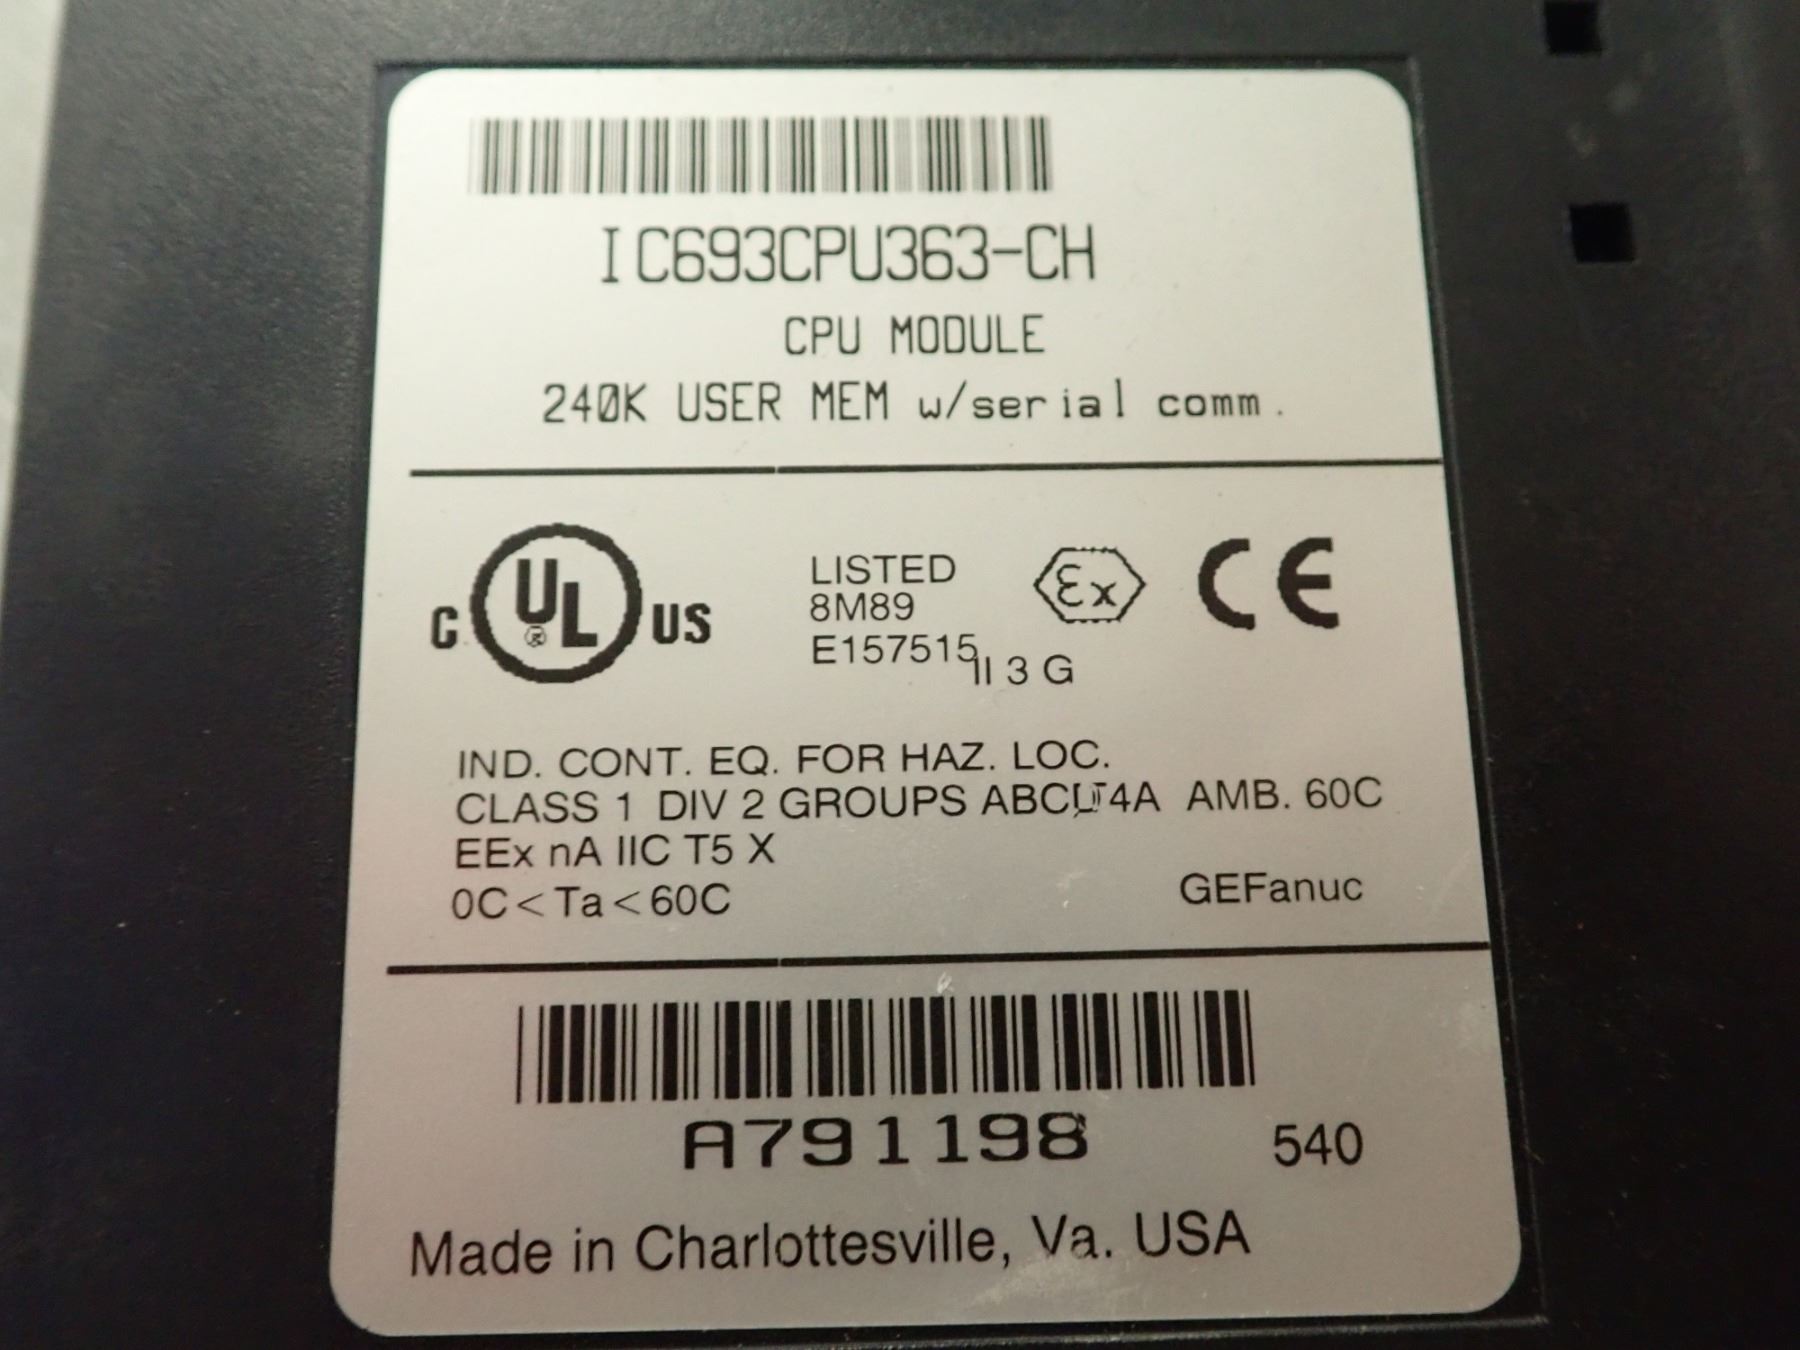 IC693CPU363-CH
CPU MODULE
240K USER MEM w/serial comm.
C UL ® US
LISTED
8M89
E157515
Ex CE
II 3 G
IND. CONT. EQ. FOR HAZ. LOC.
CLASS 1 DIV 2 GROUPS ABCDT4A AMB. 60C
EEx nA IIC T5 X
0C < Ta < 60C
GEFanuc
A791198
540
Made in Charlottesville, Va. USA